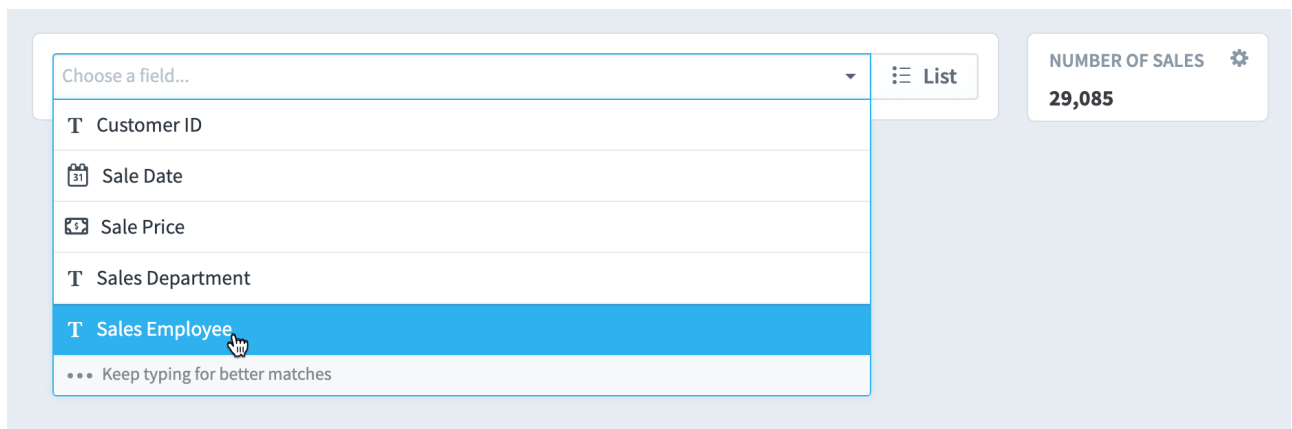 Choose a field...
List
NUMBER OF SALES
29,085
T Customer ID
31 Sale Date
$ Sale Price
T Sales Department
T Sales Employee
••• Keep typing for better matches